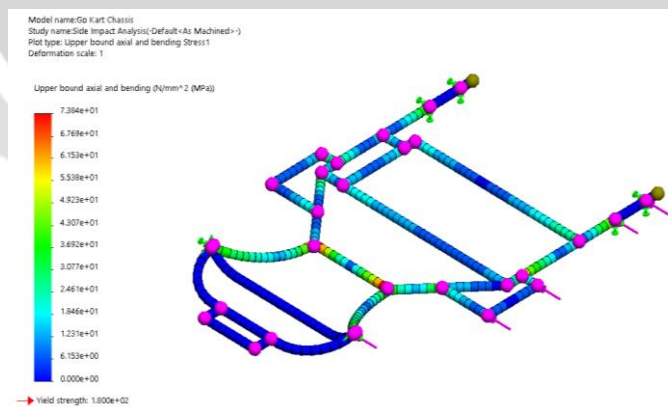 Model name:Go Kart Chassis
Study name:Side Impact Analysis(-Default<As Machined>-)
Plot type: Upper bound axial and bending Stress1
Deformation scale: 1
Upper bound axial and bending (N/mm^2 (MPa))
7.384e+01
6.769e+01
6.153e+01
5.538e+01
4.923e+01
4.307e+01
3.692e+01
3.077e+01
2.461e+01
1.846e+01
1.231e+01
6.153e+00
0.000e+00
Yield strength: 1.800e+02